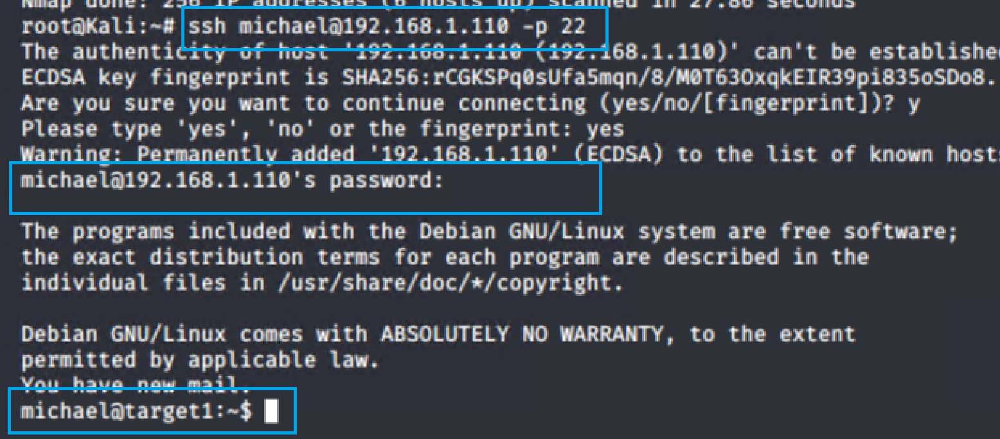 Nmap done: 256 IP addresses (6 hosts up) scanned in 27.86 seconds
root@Kali:~# ssh michael@192.168.1.110 -p 22
The authenticity of host '192.168.1.110 (192.168.1.110)' can't be established
ECDSA key fingerprint is SHA256:rCGKSPq0sUfa5mqn/8/M0T63OxqkEIR39pi835oSDo8.
Are you sure you want to continue connecting (yes/no/[fingerprint])? y
Please type 'yes', 'no' or the fingerprint: yes
Warning: Permanently added '192.168.1.110' (ECDSA) to the list of known hosts
michael@192.168.1.110's password:
The programs included with the Debian GNU/Linux system are free software;
the exact distribution terms for each program are described in the
individual files in /usr/share/doc/*/copyright.
Debian GNU/Linux comes with ABSOLUTELY NO WARRANTY, to the extent
permitted by applicable law.
You have new mail.
michael@target1:~$